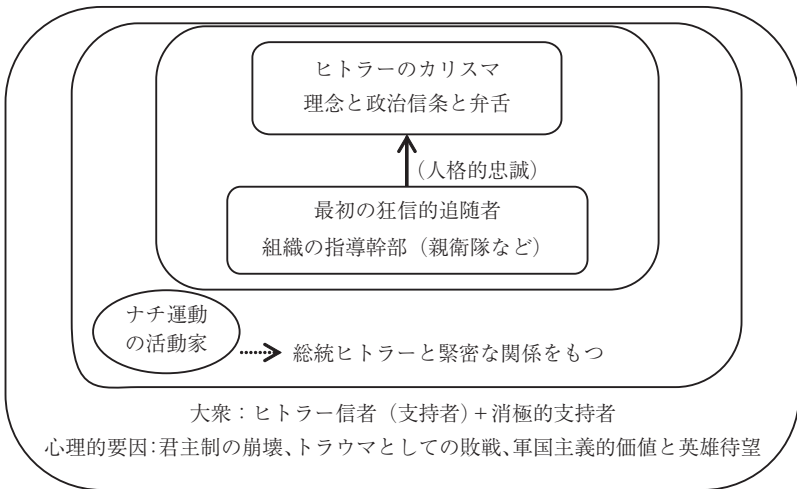 ヒトラーのカリスマ
理念と政治信条と弁舌
（人格的忠誠）
最初の狂信的追随者
組織の指導幹部（親衛隊など）
ナチ運動
の活動家
総統ヒトラーと緊密な関係をもつ
大衆：ヒトラー信者（支持者）＋消極的支持者
心理的要因：君主制の崩壊、トラウマとしての敗戦、軍国主義的価値と英雄待望